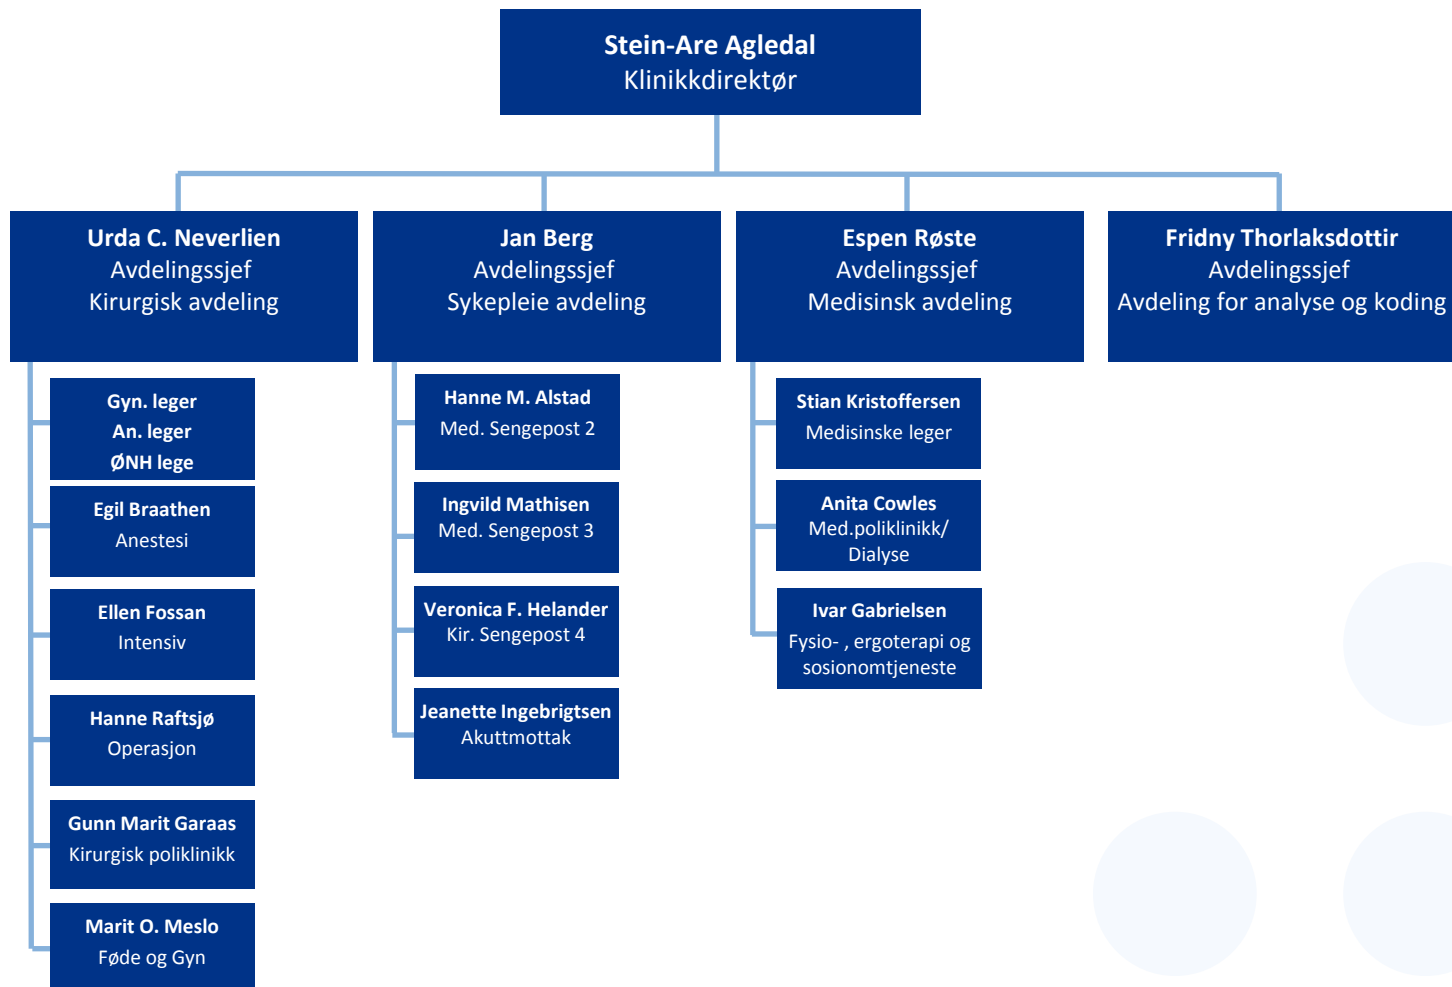 Stein-Are Agledal
Klinikkdirektør
Urda C. Neverlien
Avdelingssjef
Kirurgisk avdeling
Jan Berg
Avdelingssjef
Sykepleie avdeling
Espen Røste
Avdelingssjef
Medisinsk avdeling
Fridny Thorlaksdottir
Avdelingssjef
Avdeling for analyse og koding
Gyn. leger
An. leger
ØNH lege
Egil Braathen
Anestesi
Ellen Fossan
Intensiv
Hanne Raftsjø
Operasjon
Gunn Marit Garaas
Kirurgisk poliklinikk
Marit O. Meslo
Føde og Gyn
Hanne M. Alstad
Med. Sengepost 2
Ingvild Mathisen
Med. Sengepost 3
Veronica F. Helander
Kir. Sengepost 4
Jeanette Ingebrigtsen
Akuttmottak
Stian Kristoffersen
Medisinske leger
Anita Cowles
Med.poliklinikk/
Dialyse
Ivar Gabrielsen
Fysio- , ergoterapi og
sosionomtjeneste